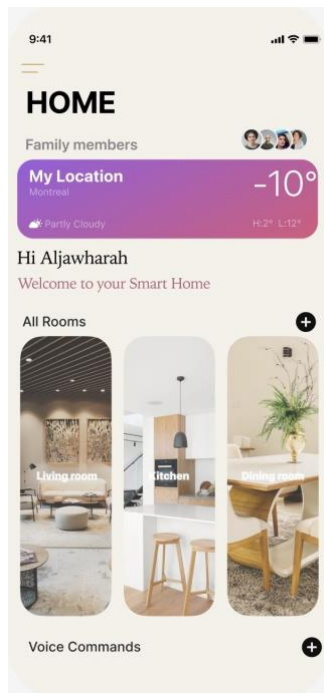 9:41
HOME
Family members
My Location
-10°
Montreal
Partly Cloudy
H:2° L:12°
Hi Aljawharah
Welcome to your Smart Home
All Rooms
Living room
Kitchen
Dining room
Voice Commands